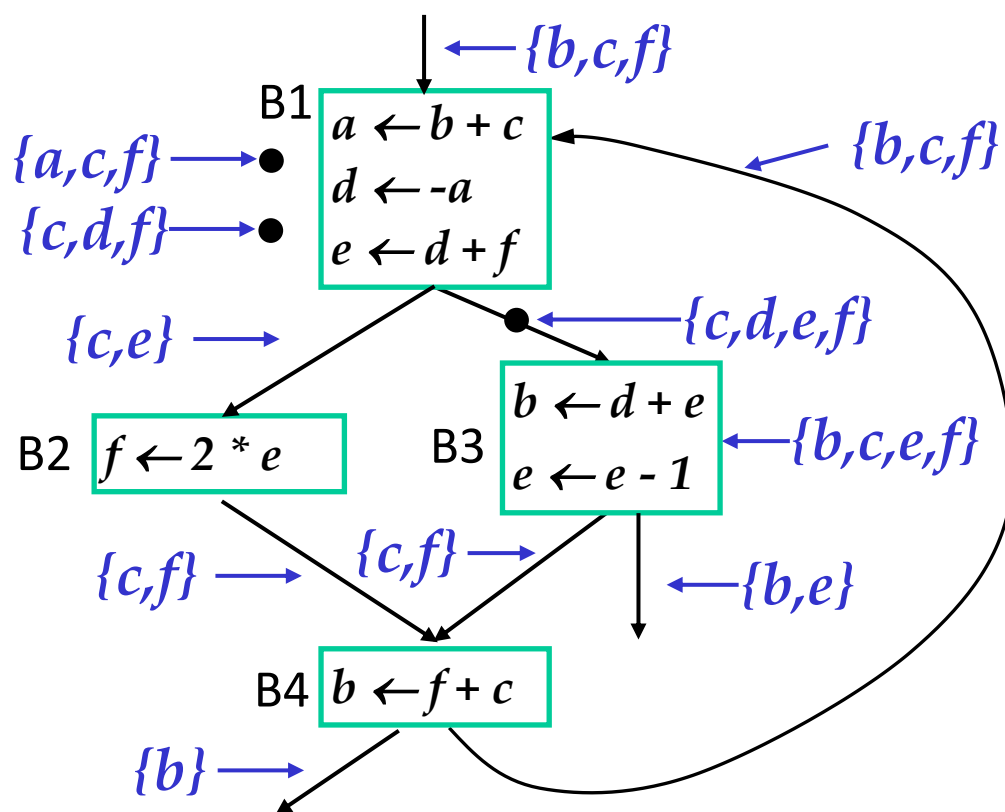 {b,c,f}
B1
a ← b + c
{b,c,f}
{a,c,f}
d ← -a
{c,d,f}
e ← d + f
{c,e}
{c,d,e,f}
b ← d + e
B2
f ← 2 * e
B3
{b,c,e,f}
e ← e - 1
{c,f}
{c,f}
{b,e}
B4
b ← f + c
{b}